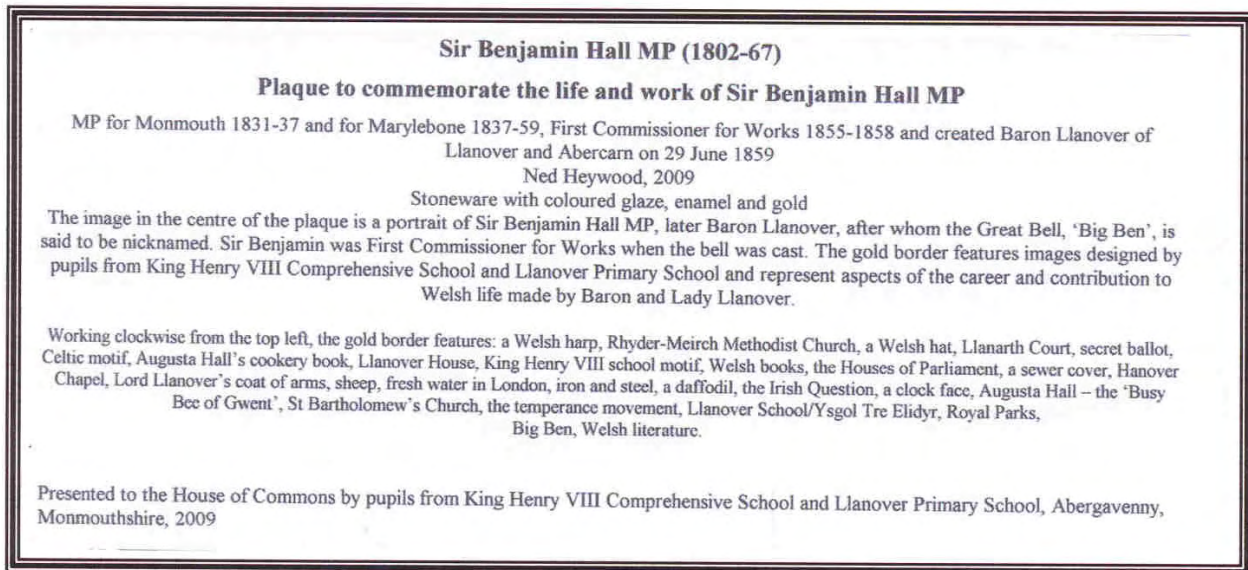 Sir Benjamin Hall MP (1802-67)
Plaque to commemorate the life and work of Sir Benjamin Hall MP
MP for Monmouth 1831-37 and for Marylebone 1837-59, First Commissioner for Works 1855-1858 and created Baron Llanover of
Llanover and Abercarn on 29 June 1859
Ned Heywood, 2009
Stoneware with coloured glaze, enamel and gold
The image in the centre of the plaque is a portrait of Sir Benjamin Hall MP, later Baron Llanover, after whom the Great Bell, ‘Big Ben’, is
said to be nicknamed. Sir Benjamin was First Commissioner for Works when the bell was cast. The gold border features images designed by
pupils from King Henry VIII Comprehensive School and Llanover Primary School and represent aspects of the career and contribution to
Welsh life made by Baron and Lady Llanover.
Working clockwise from the top left, the gold border features: a Welsh harp, Rhyder-Meirch Methodist Church, a Welsh hat, Llanarth Court, secret ballot,
Celtic motif, Augusta Hall’s cookery book, Llanover House, King Henry VIII school motif, Welsh books, the Houses of Parliament, a sewer cover, Hanover
Chapel, Lord Llanover’s coat of arms, sheep, fresh water in London, iron and steel, a daffodil, the Irish Question, a clock face, Augusta Hall – the ‘Busy
Bee of Gwent’, St Bartholomew’s Church, the temperance movement, Llanover School/Ysgol Tre Elidyr, Royal Parks,
Big Ben, Welsh literature.
Presented to the House of Commons by pupils from King Henry VIII Comprehensive School and Llanover Primary School, Abergavenny,
Monmouthshire, 2009